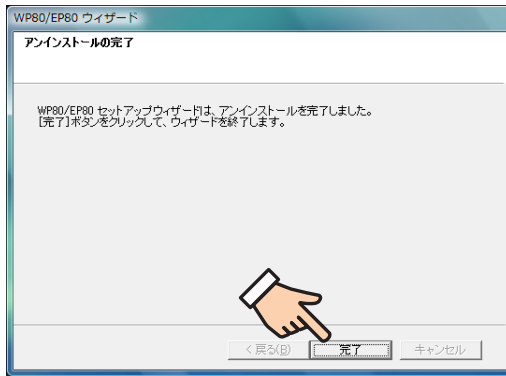 WP80/EP80 ウィザード
アンインストールの完了
WP80/EP80 セットアップウィザードは、アンインストールを完了しました。
[完了]ボタンをクリックして、ウィザードを終了します。
< 戻る(B)
完了
キャンセル